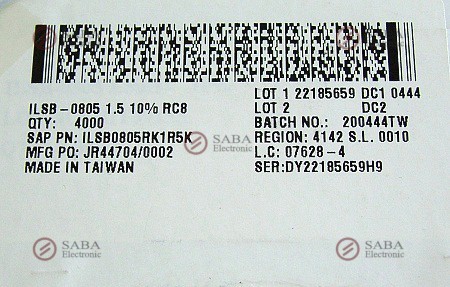 LOT 1 22185659 DC1 0444
ILSB-0805 1.5 10% RC8 LOT 2 DC2
QTY: 4000 BATCH NO.: 200444TW
SAP PN: ILSB0805RK1R5K REGION: 4142 S.L. 0010
MFG PO: JR44704/0002 L.C: 07628-4
MADE IN TAIWAN SER:DY22185659H9
SABA
Electronic
SABA
Electronic
SABA
Electronic